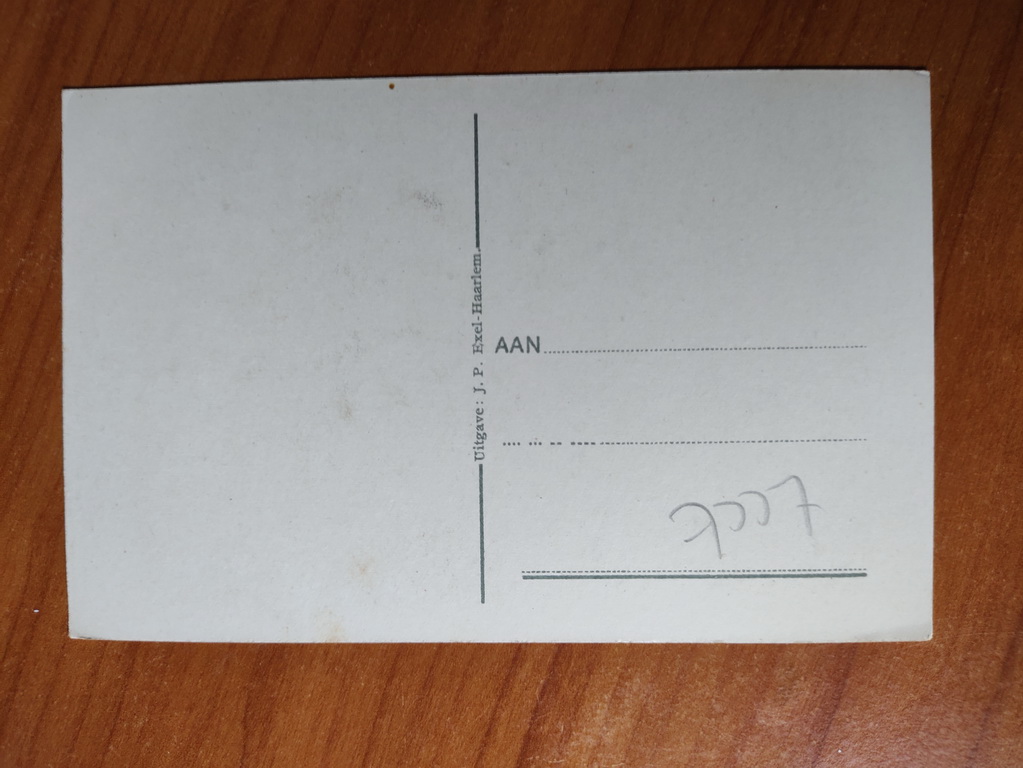 Uitgave: J. P. Exel-Haarlem.
AAN